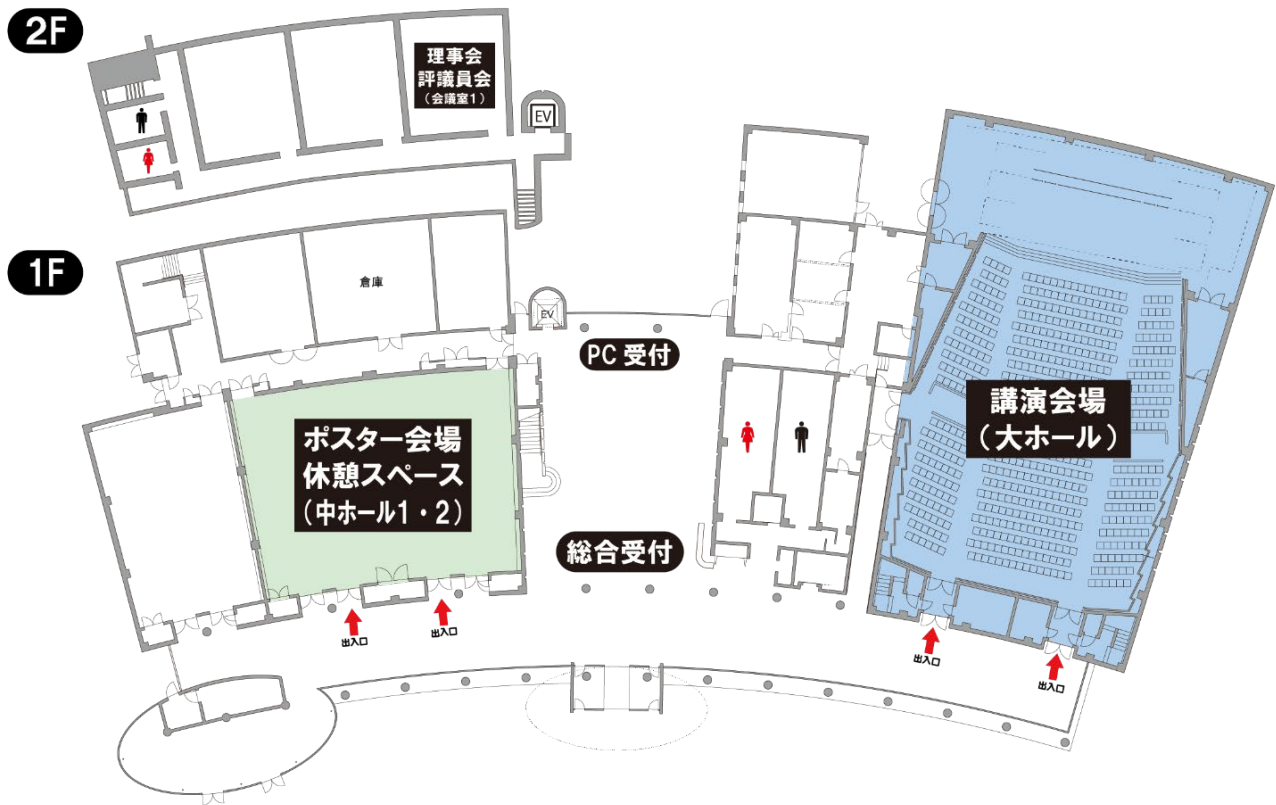 2F
理事会
評議員会
(会議室1)
EV
1F
倉庫
EV
PC 受付
講演会場
(大ホール)
ポスター会場
休憩スペース
(中ホール1・2)
総合受付
出入口
出入口
出入口
出入口